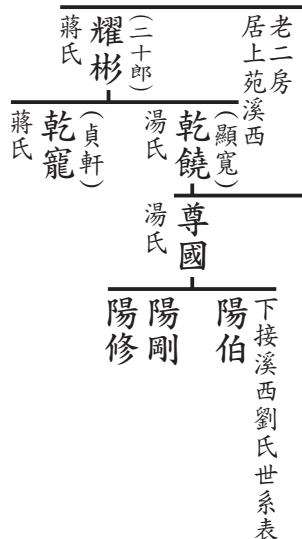 老二房
居上苑溪西
耀彬
(二十郎)
蔣氏
乾饒
(顯寬)
湯氏
乾寵
(貞軒)
蔣氏
尊國
湯氏
陽伯
下接溪西劉氏世系表
陽剛
陽修